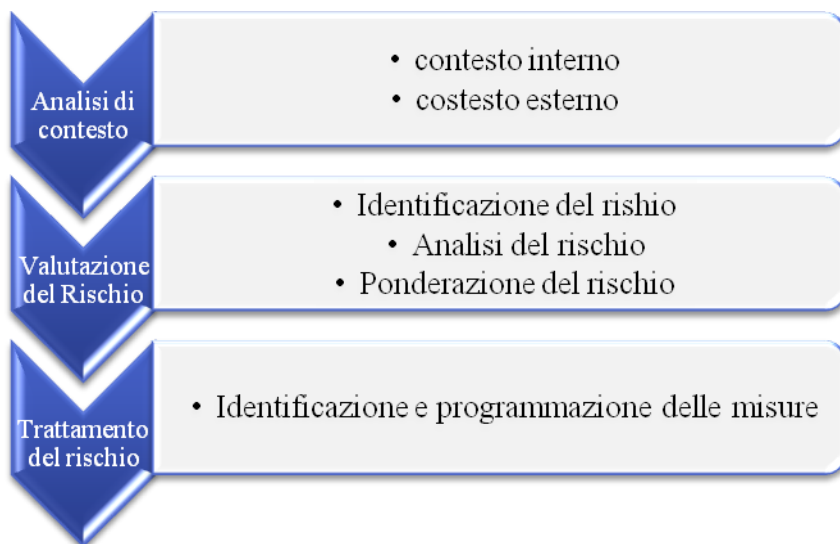 Analisi di
contesto
• contesto interno
• costesto esterno
Valutazione
del Rischio
• Identificazione del rishio
• Analisi del rischio
• Ponderazione del rischio
Trattamento
del rischio
• Identificazione e programmazione delle misure